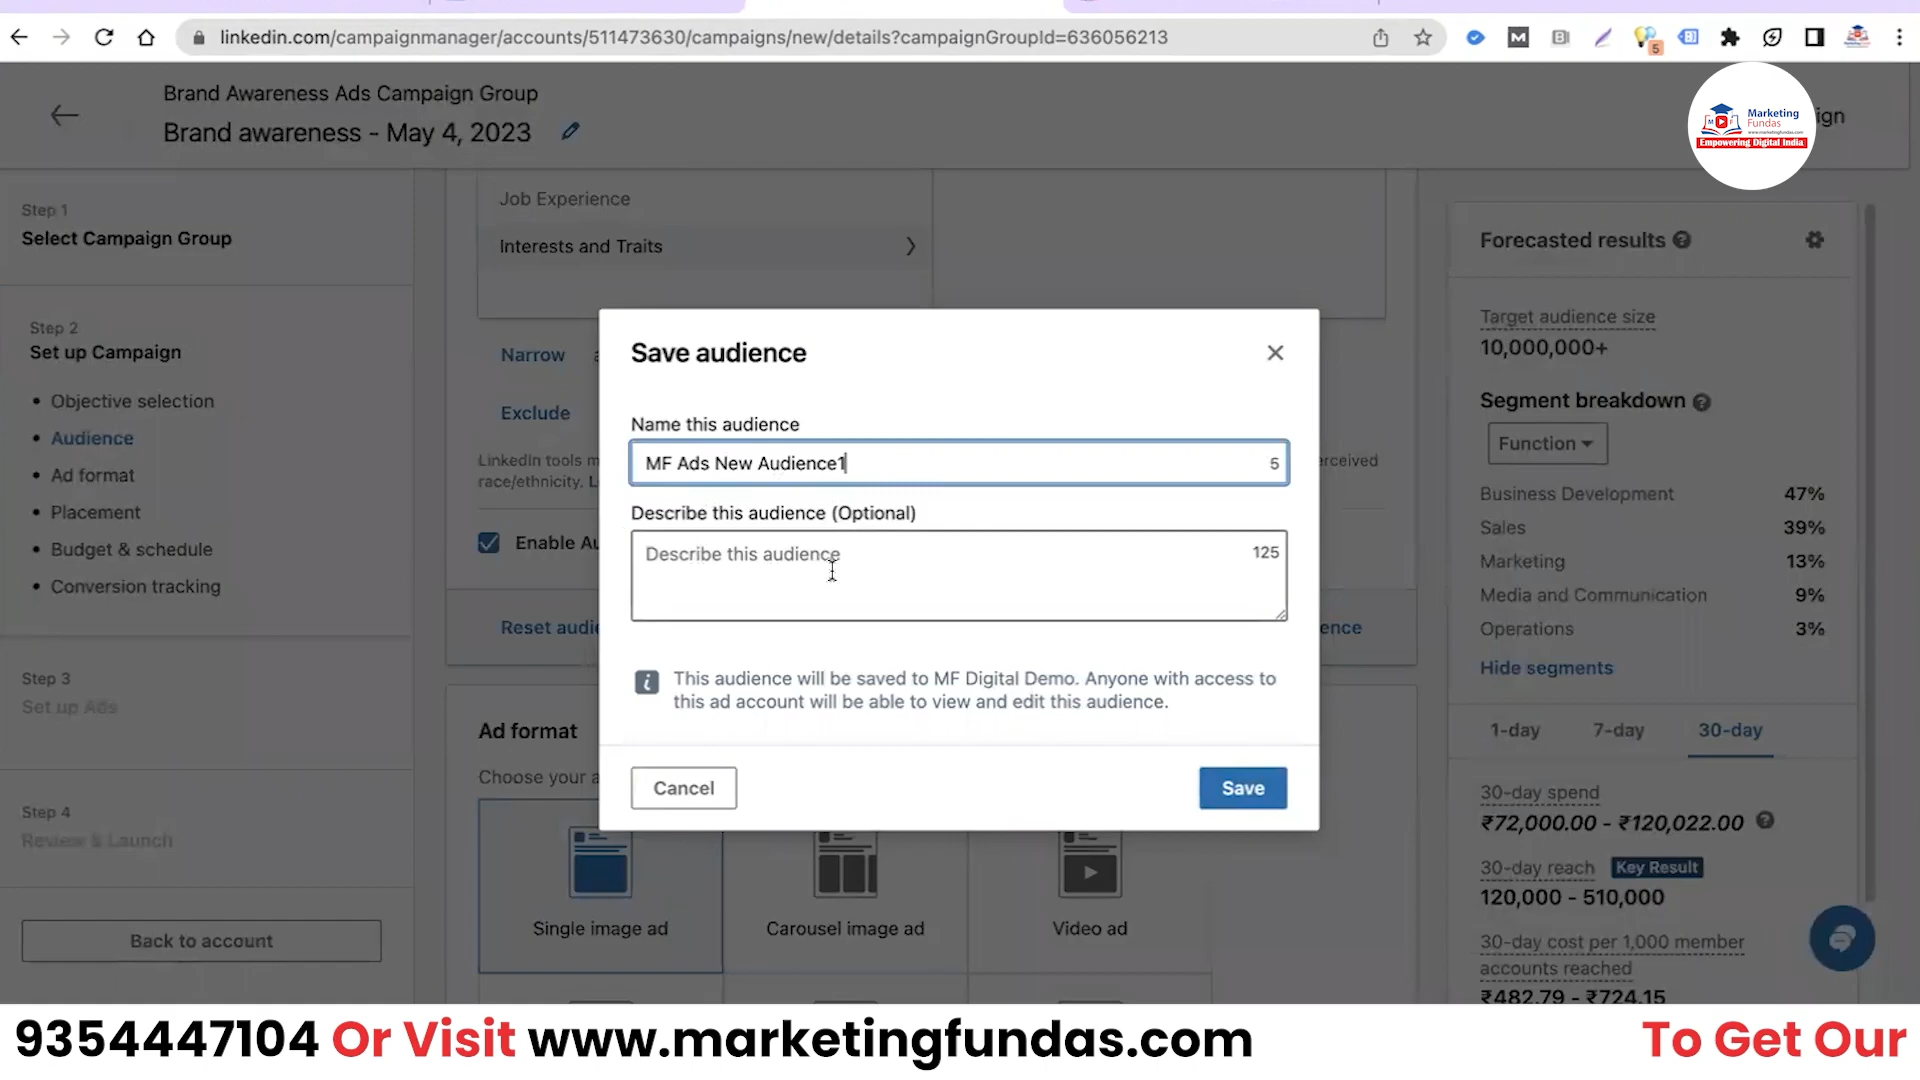 linkedin.com/campaignmanager/accounts/511473630/campaigns/new/details?campaignGroupId=636056213
5
Brand Awareness Ads Campaign Group
Brand awareness - May 4, 2023
Marketing
Fundas
www.marketingfundas.com
Empowering Digital India
Step 1
Select Campaign Group
Step 2
Set up Campaign
• Objective selection
• Audience
• Ad format
• Placement
• Budget & schedule
• Conversion tracking
Step 3
Set up Ads
Step 4
Review & Launch
Back to account
Job Experience
Interests and Traits
Narrow
Exclude
LinkedIn tools
race/ethnicity.
Enable
Reset
Ad format
Choose your
Single image ad
Carousel image ad
Video ad
Save audience
Name this audience
MF Ads New Audience1
5
Describe this audience (Optional)
Describe this audience
125
This audience will be saved to MF Digital Demo. Anyone with access to
this ad account will be able to view and edit this audience.
Cancel
Save
Forecasted results
Target audience size
10,000,000+
Segment breakdown
Function
Business Development 47%
Sales 39%
Marketing 13%
Media and Communication 9%
Operations 3%
Hide segments
1-day 7-day 30-day
30-day spend
₹72,000.00 - ₹120,022.00
30-day reach Key Result
120,000 - 510,000
30-day cost per 1,000 member
accounts reached
₹482.79 - ₹724.15
9354447104 Or Visit www.marketingfundas.com To Get Our